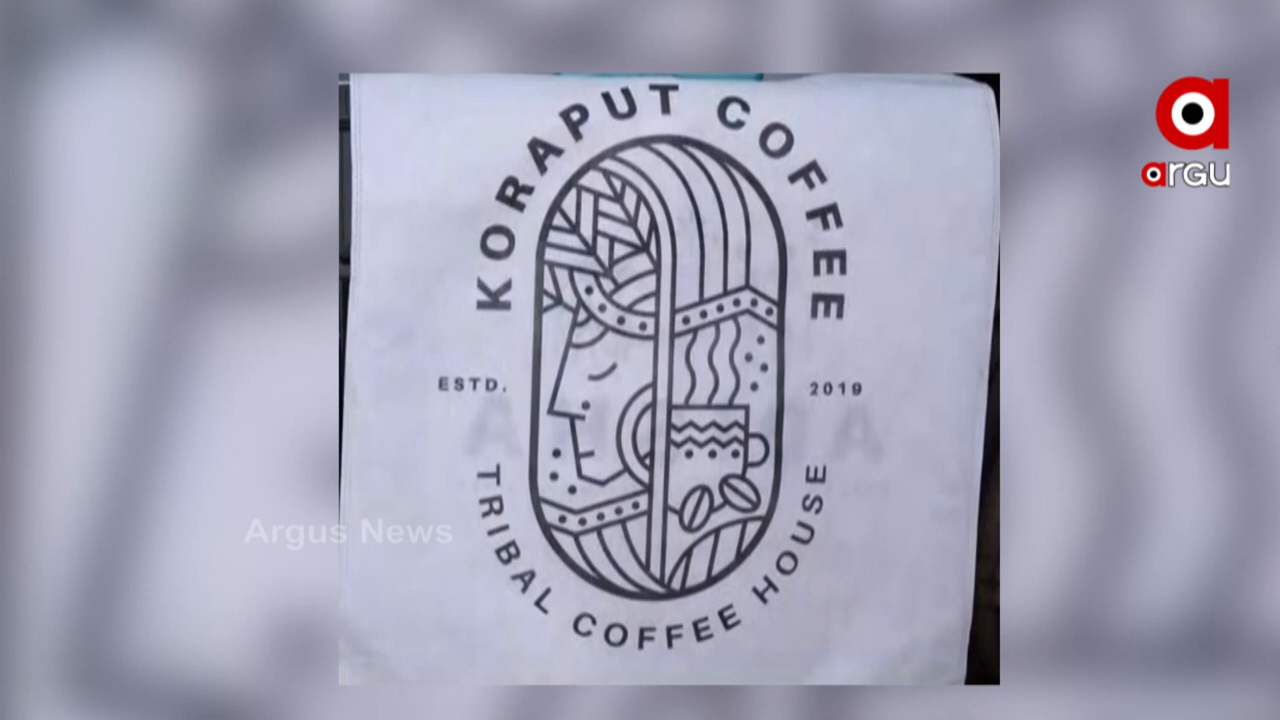 KORAPUT COFFEE
ESTD. 2019
TRIBAL COFFEE HOUSE
Argus News
argu